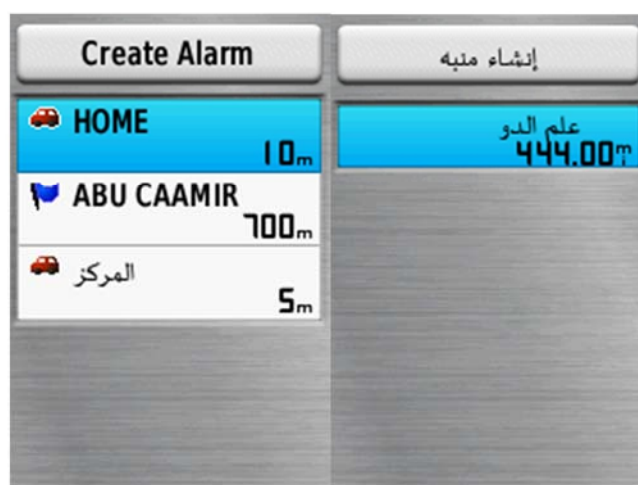 Create Alarm
HOME
10m
ABU CAAMIR
700m
المركز
5m
إنشاء منبه
علم الدو
444.00m